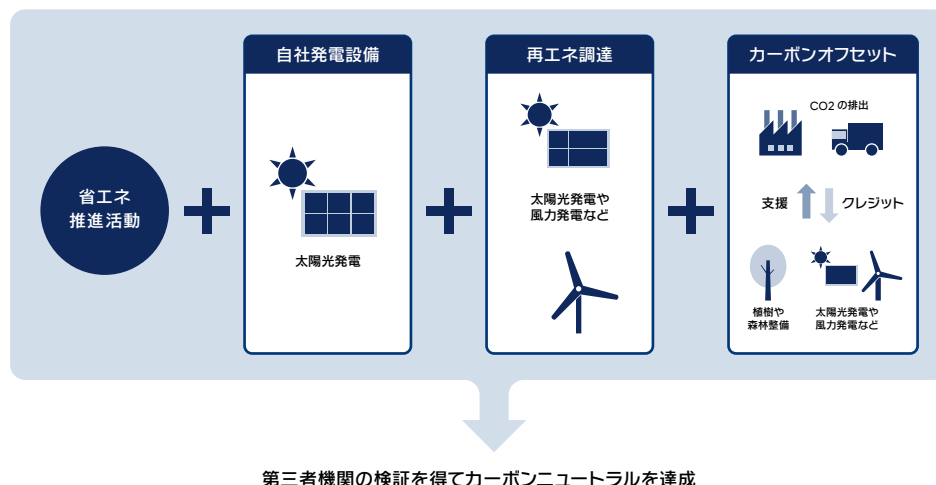 省エネ
推進活動
自社発電設備
太陽光発電
再エネ調達
太陽光発電や
風力発電など
カーボンオフセット
CO2 の排出
支援
クレジット
植樹や
森林整備
太陽光発電や
風力発電など
第三者機関の検証を得てカーボンニュートラルを達成